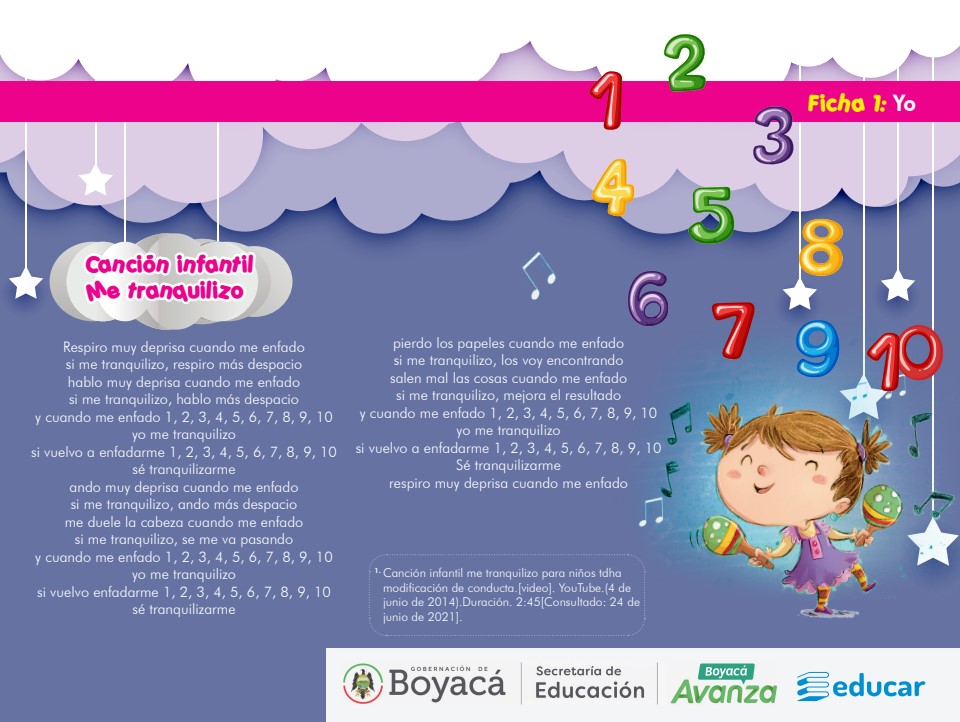 Ficha 1: Yo
1
2
3
4
5
6
7
8
9
10
Canción infantil
Me tranquilizo
Respiro muy deprisa cuando me enfado
si me tranquilizo, respiro más despacio
hablo muy deprisa cuando me enfado
si me tranquilizo, hablo más despacio
y cuando me enfado 1, 2, 3, 4, 5, 6, 7, 8, 9, 10
yo me tranquilizo
si vuelvo a enfadarme 1, 2, 3, 4, 5, 6, 7, 8, 9, 10
sé tranquilizarme
ando muy deprisa cuando me enfado
si me tranquilizo, ando más despacio
me duele la cabeza cuando me enfado
si me tranquilizo, se me va pasando
y cuando me enfado 1, 2, 3, 4, 5, 6, 7, 8, 9, 10
yo me tranquilizo
si vuelvo enfadarme 1, 2, 3, 4, 5, 6, 7, 8, 9, 10
sé tranquilizarme
pierdo los papeles cuando me enfado
si me tranquilizo, los voy encontrando
salen mal las cosas cuando me enfado
si me tranquilizo, mejora el resultado
y cuando me enfado 1, 2, 3, 4, 5, 6, 7, 8, 9, 10
yo me tranquilizo
si vuelvo a enfadarme 1, 2, 3, 4, 5, 6, 7, 8, 9, 10
Sé tranquilizarme
respiro muy deprisa cuando me enfado
1. Canción infantil me tranquilizo para niños tdha
modificación de conducta.[video]. YouTube.(4 de
junio de 2014).Duración. 2:45[Consultado: 24 de
junio de 2021].
GOBERNACIÓN DE
Boyacá
Secretaría de
Educación
Boyacá
Avanza
educar